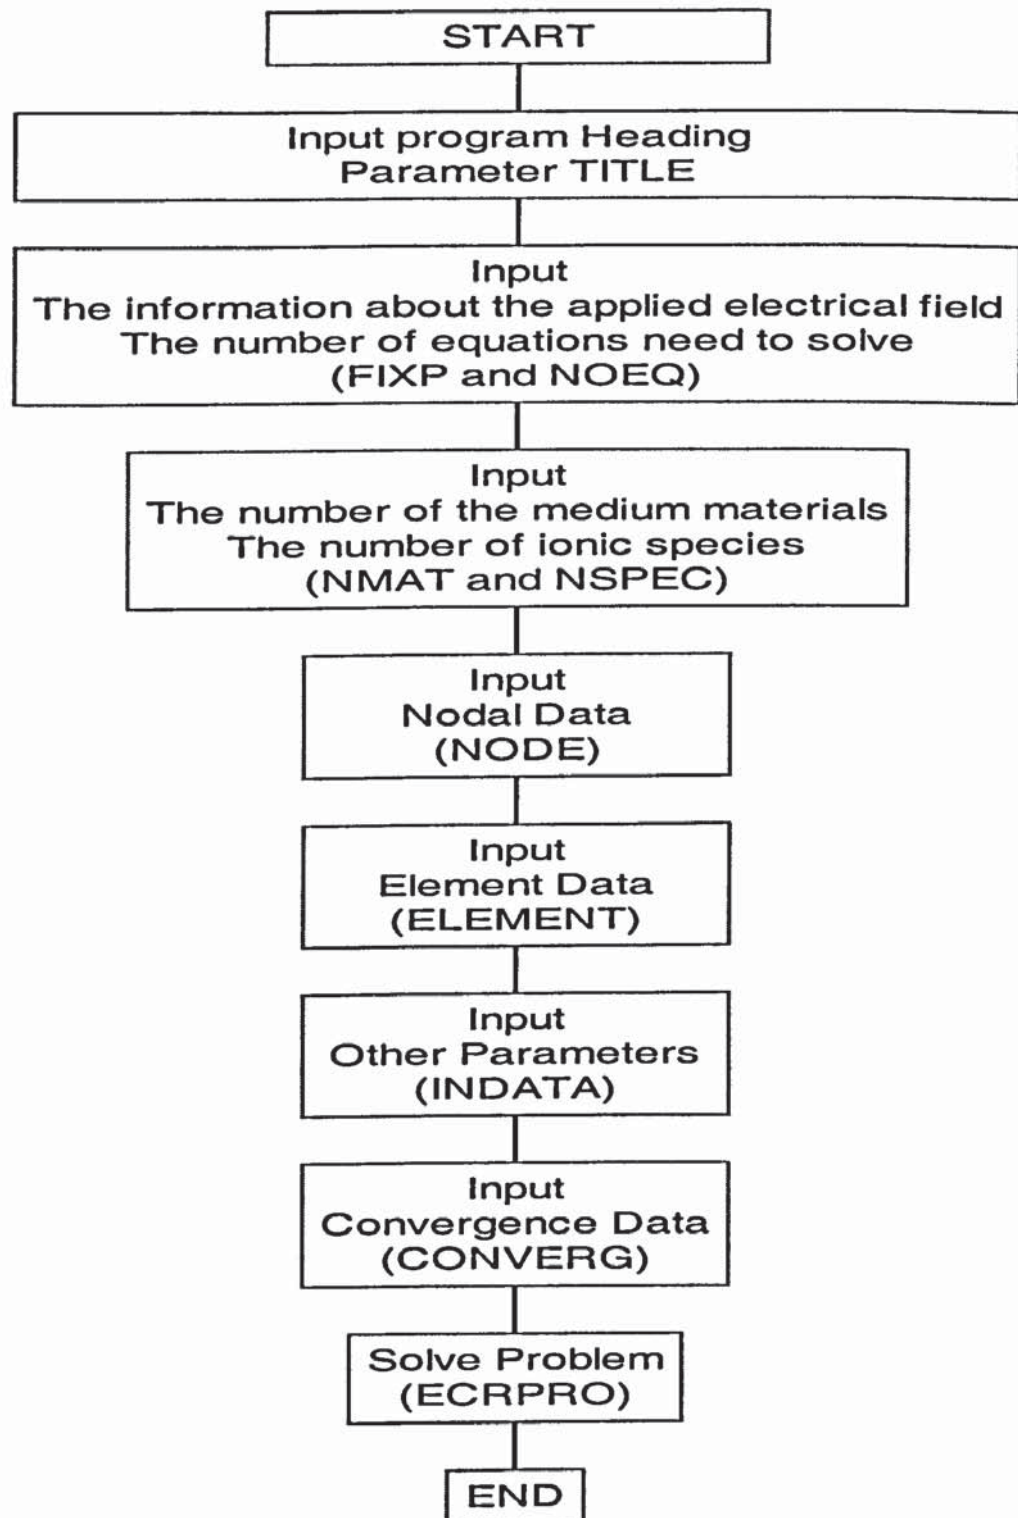 START
Input program Heading
Parameter TITLE
Input
The information about the applied electrical field
The number of equations need to solve
(FIXP and NOEQ)
Input
The number of the medium materials
The number of ionic species
(NMAT and NSPEC)
Input
Nodal Data
(NODE)
Input
Element Data
(ELEMENT)
Input
Other Parameters
(INDATA)
Input
Convergence Data
(CONVERG)
Solve Problem
(ECRPRO)
END